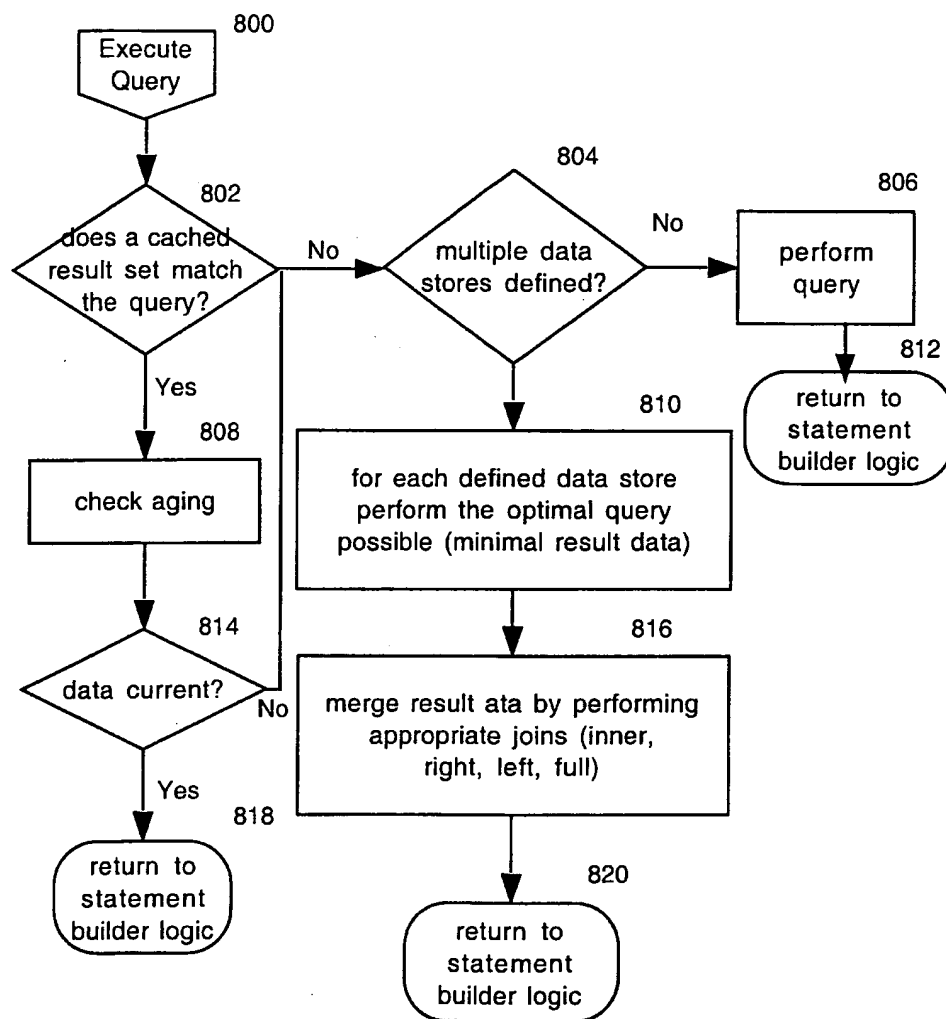 800
Execute
Query
802
does a cached
result set match
the query?
No
804
multiple data
stores defined?
No
806
perform
query
812
return to
statement
builder logic
Yes
808
check aging
810
for each defined data store
perform the optimal query
possible (minimal result data)
814
data current?
No
816
merge result ata by performing
appropriate joins (inner,
right, left, full)
Yes
818
return to
statement
builder logic
820
return to
statement
builder logic